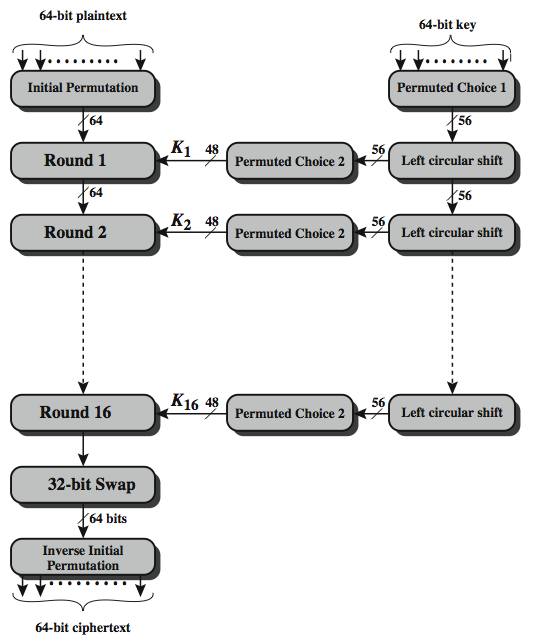 64-bit plaintext
64-bit key
Initial Permutation
Permuted Choice 1
64
56
Round 1
K1
48
Permuted Choice 2
56
Left circular shift
64
56
Round 2
K2
48
Permuted Choice 2
56
Left circular shift
Round 16
K16
48
Permuted Choice 2
56
Left circular shift
32-bit Swap
64 bits
Inverse Initial
Permutation
64-bit ciphertext